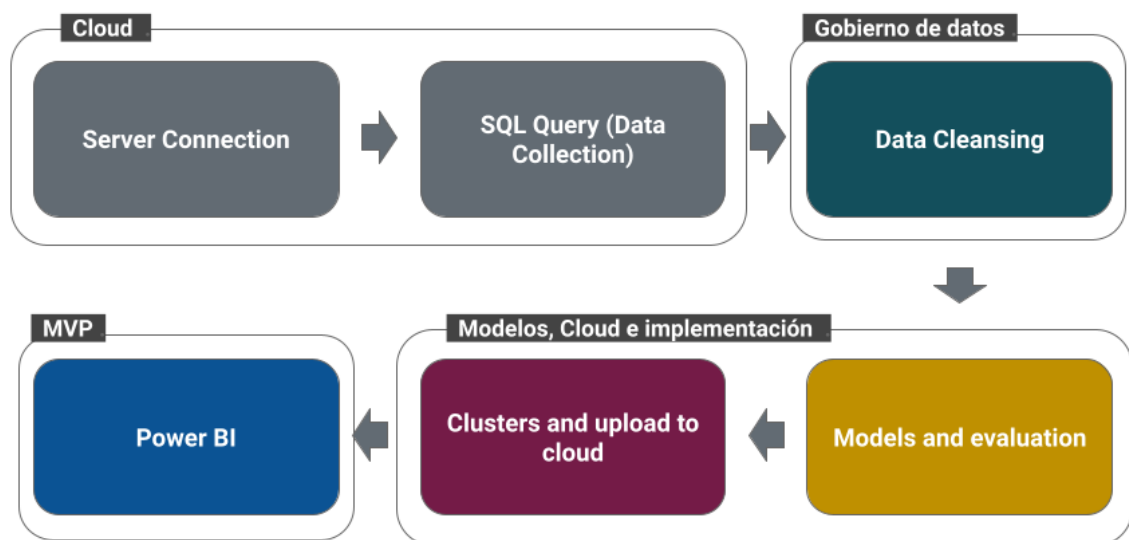 Cloud
Gobierno de datos
Server Connection
SQL Query (Data
Collection)
Data Cleansing
MVP
Modelos, Cloud e implementación
Power BI
Clusters and upload to
cloud
Models and evaluation